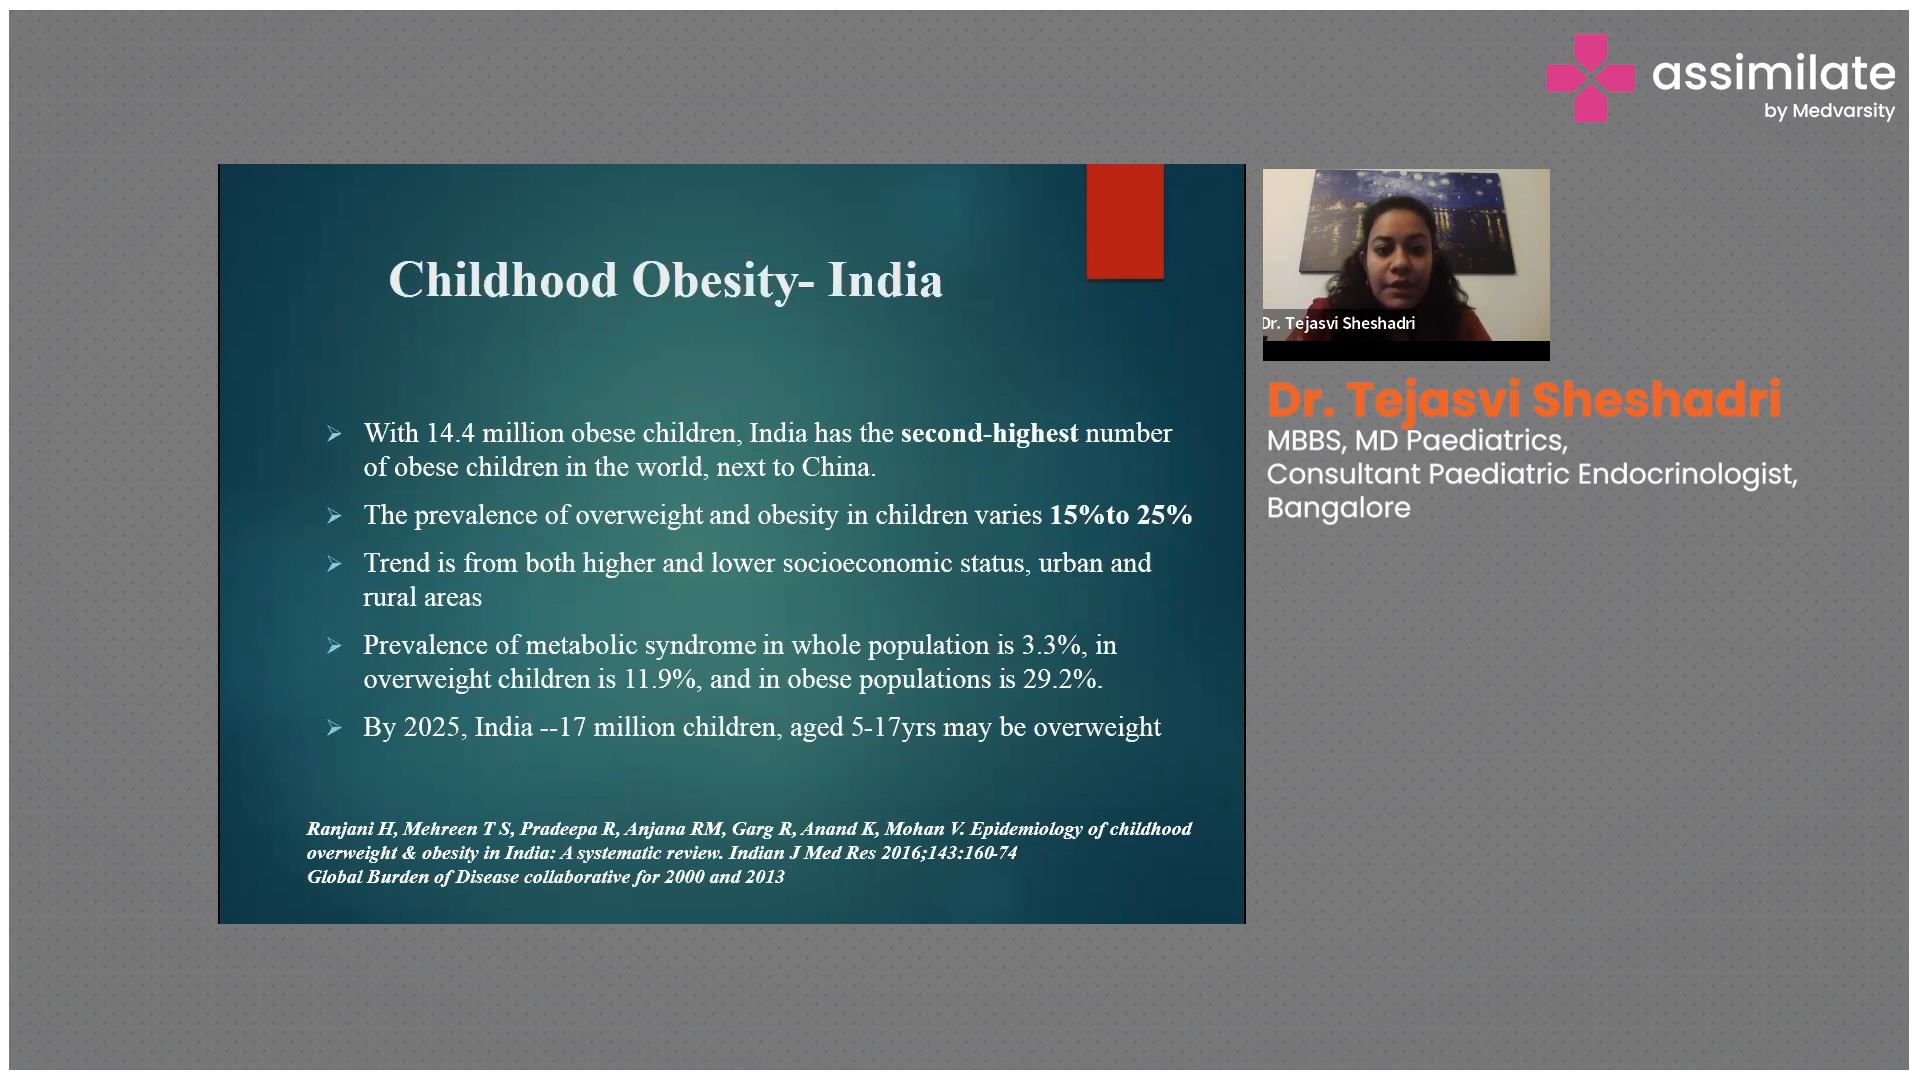 assimilate
by Medvarsity
Childhood Obesity- India
With 14.4 million obese children, India has the second-highest number
of obese children in the world, next to China.
The prevalence of overweight and obesity in children varies 15%to 25%
Trend is from both higher and lower socioeconomic status, urban and
rural areas
Prevalence of metabolic syndrome in whole population is 3.3%, in
overweight children is 11.9%, and in obese populations is 29.2%.
By 2025, India --17 million children, aged 5-17yrs may be overweight
Ranjani H, Mehreen T S, Pradeepa R, Anjana RM, Garg R, Anand K, Mohan V. Epidemiology of childhood
overweight & obesity in India: A systematic review. Indian J Med Res 2016;143:160-74
Global Burden of Disease collaborative for 2000 and 2013
Dr. Tejasvi Sheshadri
Dr. Tejasvi Sheshadri
MBBS, MD Paediatrics,
Consultant Paediatric Endocrinologist,
Bangalore